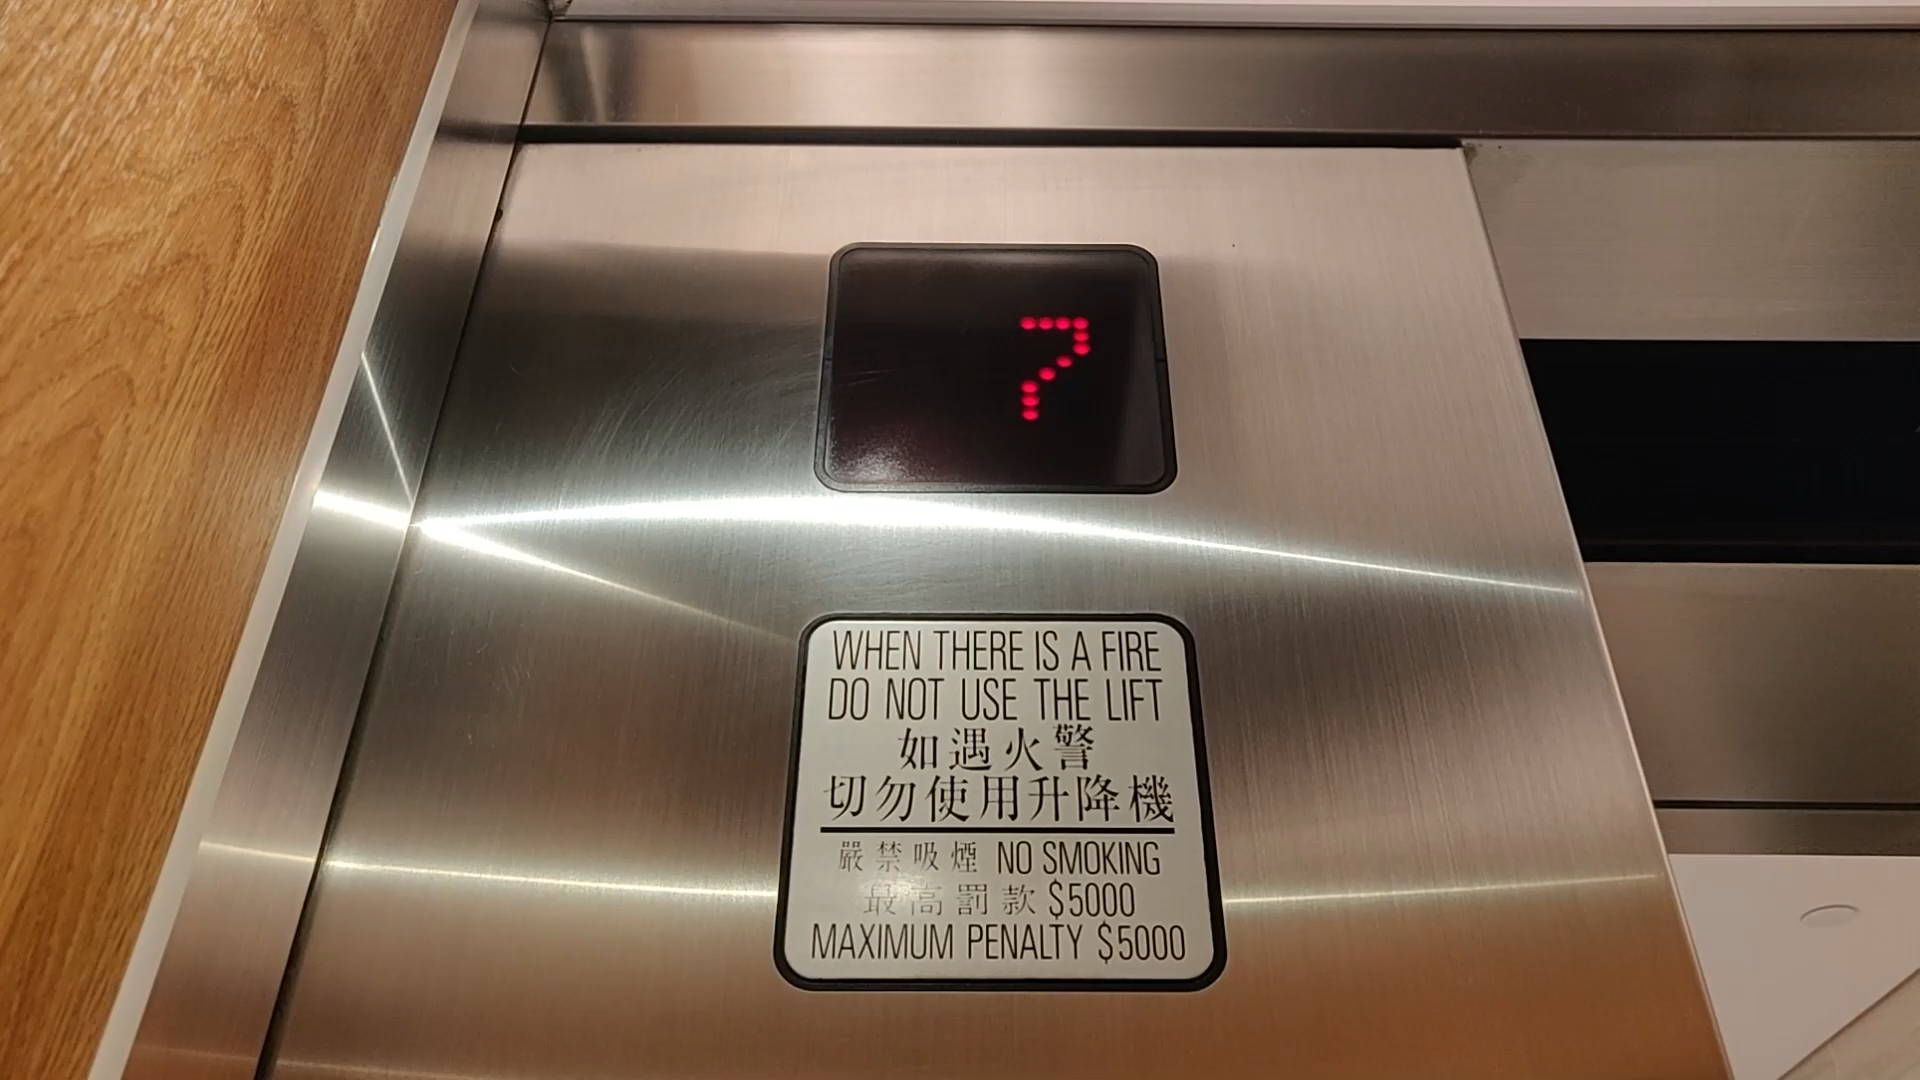 7
WHEN THERE IS A FIRE
DO NOT USE THE LIFT
如遇火警
切勿使用升降機
嚴禁吸煙 NO SMOKING
最高罰款 $5000
MAXIMUM PENALTY $5000